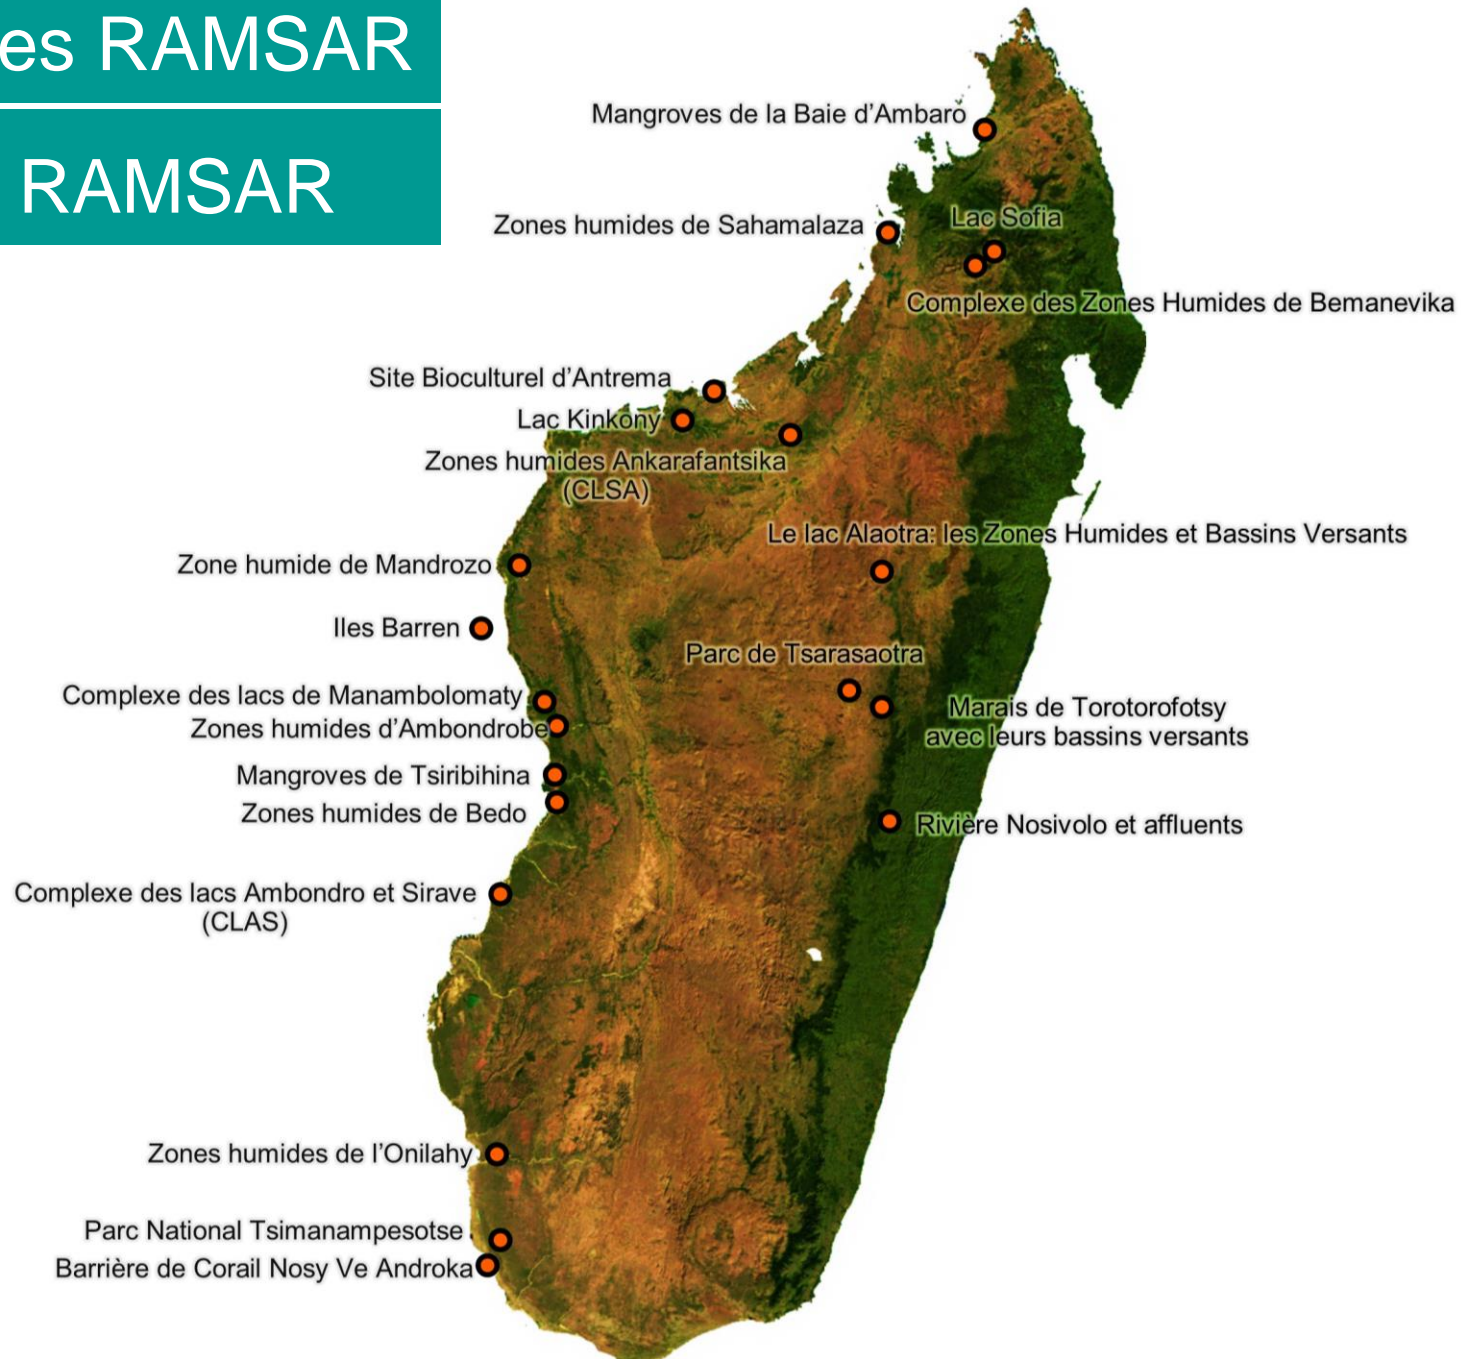 es RAMSAR
RAMSAR
Mangroves de la Baie d'Ambaro
Zones humides de Sahamalaza
Lac Sofia
Complexe des Zones Humides de Bemanevika
Site Bioculturel d'Antrema
Lac Kinkony
Zones humides Ankarafantsika
(CLSA)
Le lac Alaotra: les Zones Humides et Bassins Versants
Zone humide de Mandrozo
Iles Barren
Parc de Tsarasaotra
Complexe des lacs de Manambolomaty
Zones humides d'Ambondrobe
Marais de Torotorofotsy
avec leurs bassins versants
Mangroves de Tsiribihina
Zones humides de Bedo
Rivière Nosivolo et affluents
Complexe des lacs Ambondro et Sirave
(CLAS)
Zones humides de l'Onilahy
Parc National Tsimanampesotse
Barrière de Corail Nosy Ve Androka